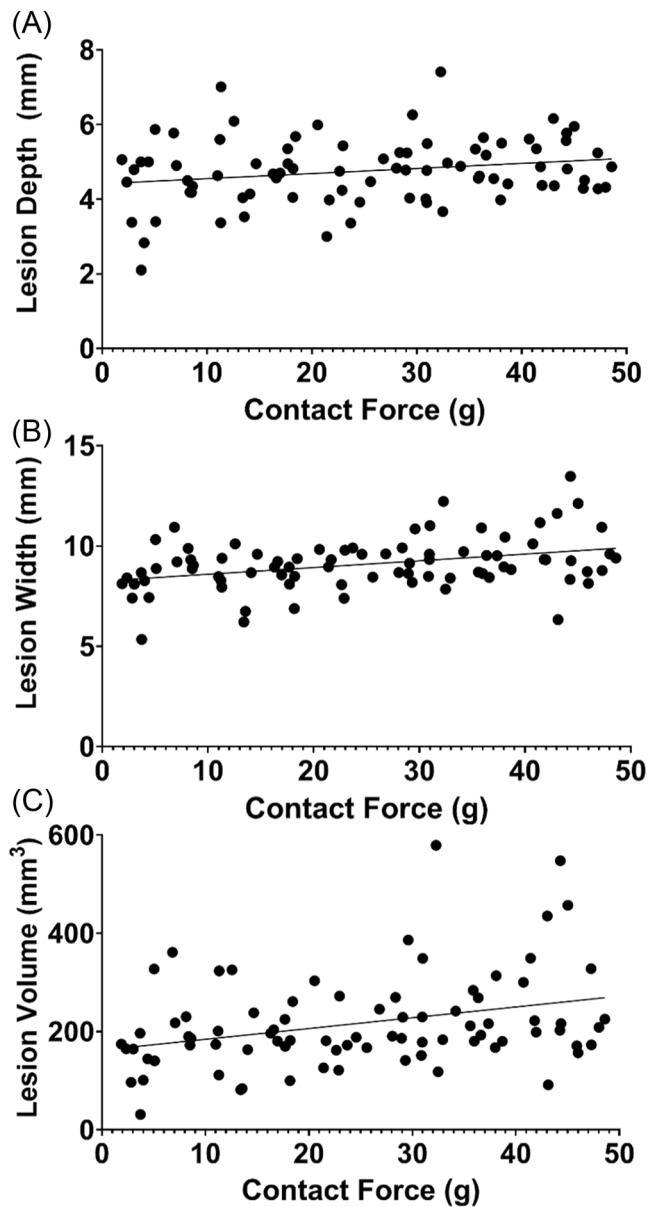 (A)
8
6
4
2
0
Lesion Depth (mm)
0 10 20 30 40 50
Contact Force (g)
(B)
15
10
5
0
Lesion Width (mm)
0 10 20 30 40 50
Contact Force (g)
(C)
600
400
200
0
Lesion Volume (mm³)
0 10 20 30 40 50
Contact Force (g)